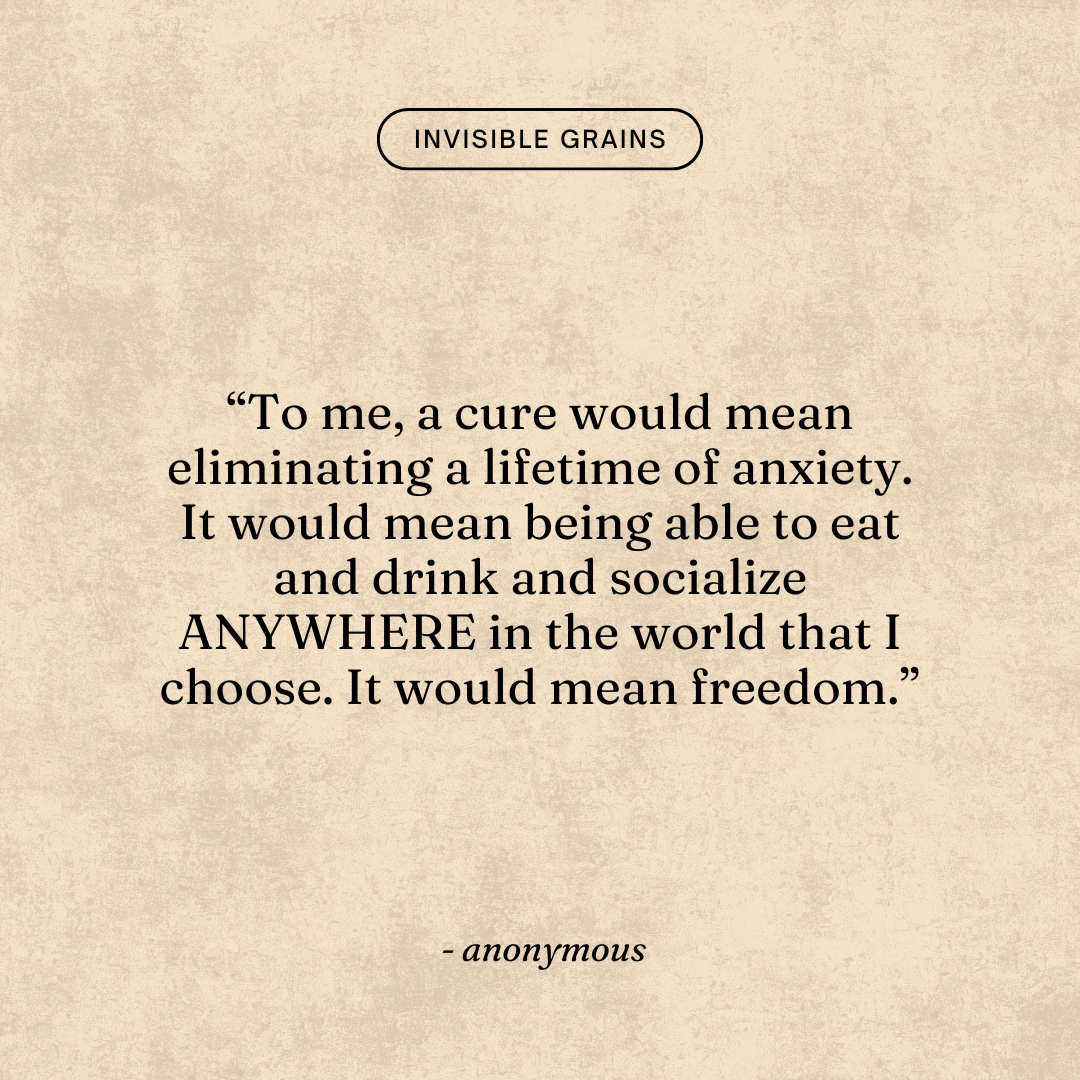 INVISIBLE GRAINS
“To me, a cure would mean
eliminating a lifetime of anxiety.
It would mean being able to eat
and drink and socialize
ANYWHERE in the world that I
choose. It would mean freedom.”
- anonymous